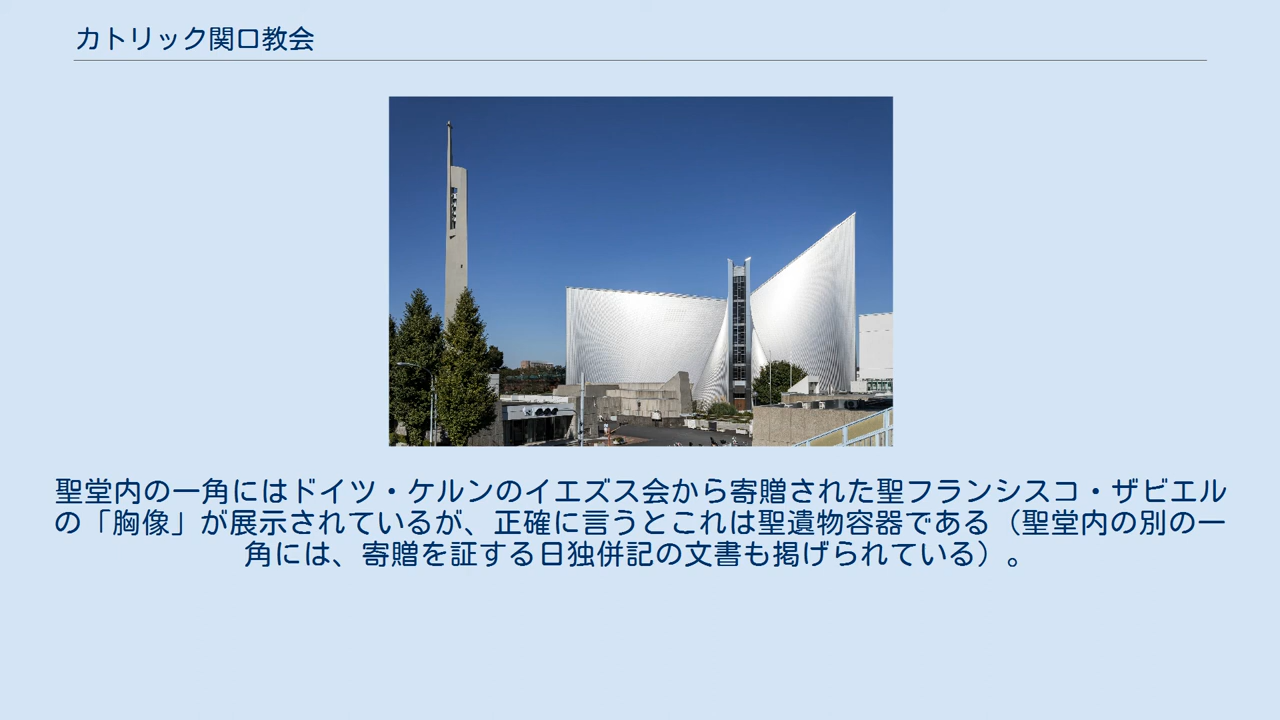 カトリック関口教会
聖堂内の一角にはドイツ・ケルンのイエズス会から寄贈された聖フランシスコ・ザビエル
の「胸像」が展示されているが、正確に言うとこれは聖遺物容器である（聖堂内の別の一
角には、寄贈を証する日独併記の文書も掲げられている）。